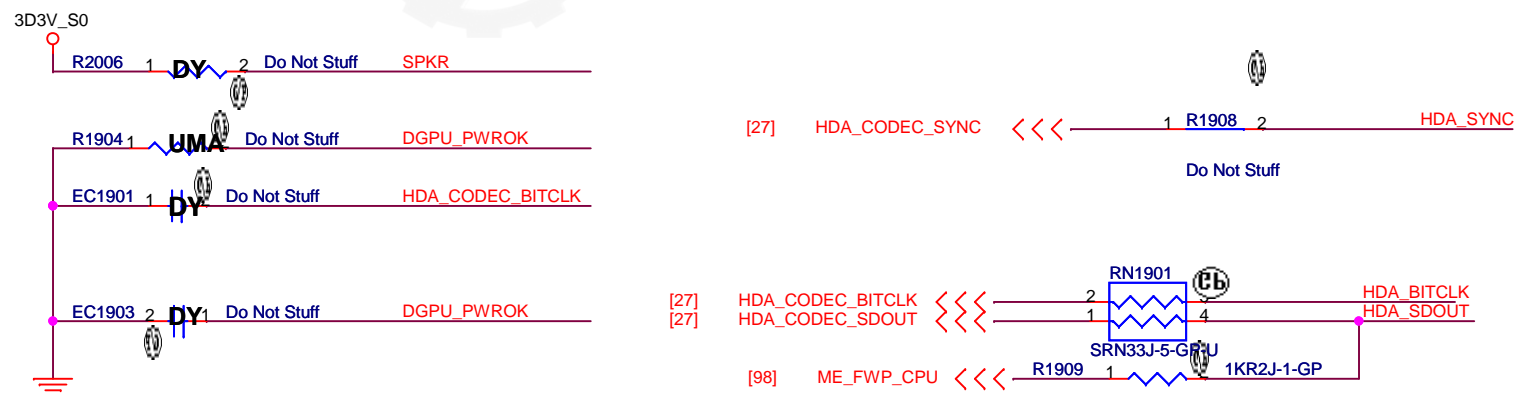 3D3V_S0
R2006 1 DY 2 Do Not Stuff SPKR
R1904 1 UMA Do Not Stuff DGPU_PWROK
EC1901 1 DY Do Not Stuff HDA_CODEC_BITCLK
EC1903 2 DY 1 Do Not Stuff DGPU_PWROK
[27] HDA_CODEC_SYNC 1 R1908 2 HDA_SYNC
Do Not Stuff
RN1901
[27] HDA_CODEC_BITCLK 2 3 HDA_BITCLK
[27] HDA_CODEC_SDOUT 1 4 HDA_SDOUT
SRN33J-5-GP-U
[98] ME_FWP_CPU R1909 1 1KR2J-1-GP